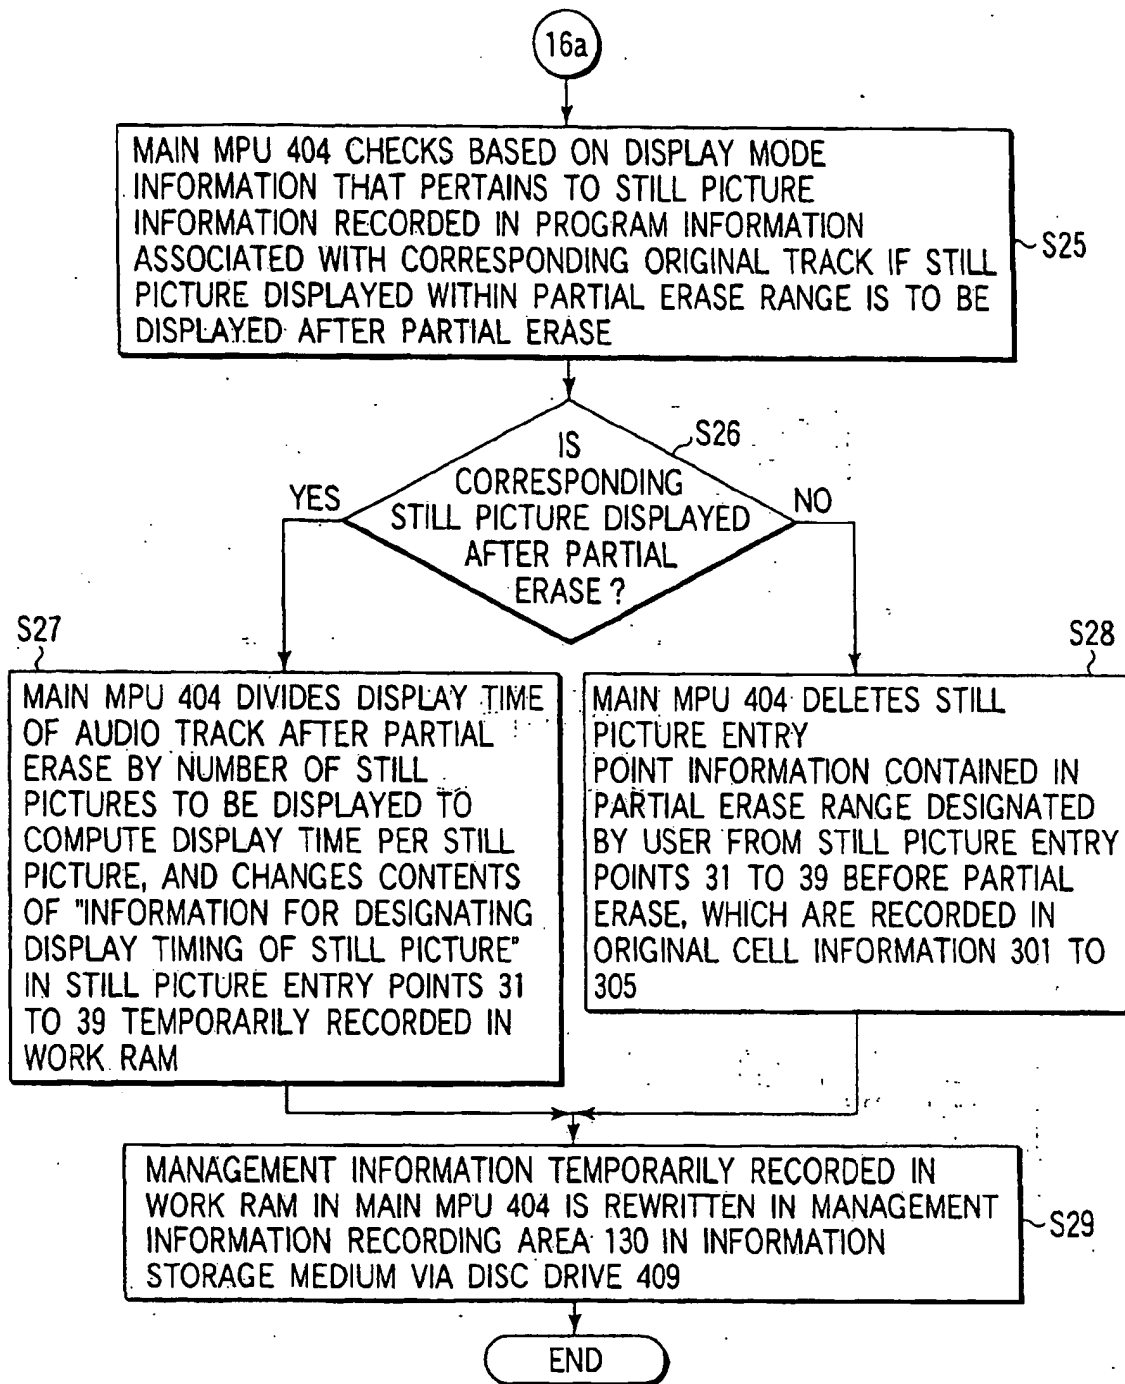 16a
MAIN MPU 404 CHECKS BASED ON DISPLAY MODE
INFORMATION THAT PERTAINS TO STILL PICTURE
INFORMATION RECORDED IN PROGRAM INFORMATION
ASSOCIATED WITH CORRESPONDING ORIGINAL TRACK IF STILL
PICTURE DISPLAYED WITHIN PARTIAL ERASE RANGE IS TO BE
DISPLAYED AFTER PARTIAL ERASE
S25
S26
IS
CORRESPONDING
STILL PICTURE DISPLAYED
AFTER PARTIAL
ERASE ?
YES
NO
S27
MAIN MPU 404 DIVIDES DISPLAY TIME
OF AUDIO TRACK AFTER PARTIAL
ERASE BY NUMBER OF STILL
PICTURES TO BE DISPLAYED TO
COMPUTE DISPLAY TIME PER STILL
PICTURE, AND CHANGES CONTENTS
OF "INFORMATION FOR DESIGNATING
DISPLAY TIMING OF STILL PICTURE"
IN STILL PICTURE ENTRY POINTS 31
TO 39 TEMPORARILY RECORDED IN
WORK RAM
S28
MAIN MPU 404 DELETES STILL
PICTURE ENTRY
POINT INFORMATION CONTAINED IN
PARTIAL ERASE RANGE DESIGNATED
BY USER FROM STILL PICTURE ENTRY
POINTS 31 TO 39 BEFORE PARTIAL
ERASE, WHICH ARE RECORDED IN
ORIGINAL CELL INFORMATION 301 TO
305
MANAGEMENT INFORMATION TEMPORARILY RECORDED IN
WORK RAM IN MAIN MPU 404 IS REWRITTEN IN MANAGEMENT
INFORMATION RECORDING AREA 130 IN INFORMATION
STORAGE MEDIUM VIA DISC DRIVE 409
S29
END